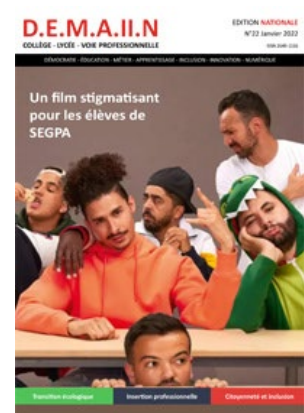 D.E.M.A.II.N
EDITION NATIONALE
COLLÈGE - LYCÉE - VOIE PROFESSIONNELLE
N°22 Janvier 2022
DÉMOCRATIE - ÉDUCATION - MÉTIER - APPRENTISSAGE - INCLUSION - INNOVATION - NUMÉRIQUE
Un film stigmatisant
pour les élèves de
SEGPA
Transition écologique
Insertion professionnelle
Citoyenneté et inclusion